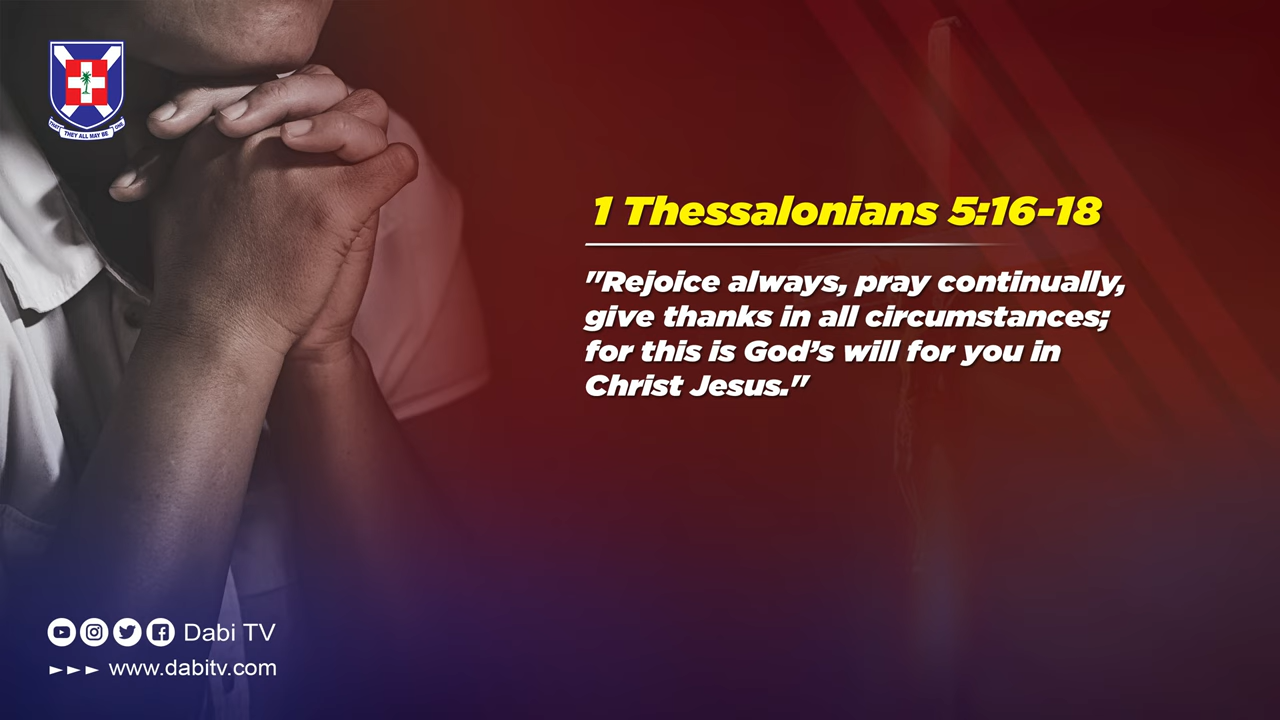 THAT THEY ALL MAY BE ONE
1 Thessalonians 5:16-18
"Rejoice always, pray continually,
give thanks in all circumstances;
for this is God’s will for you in
Christ Jesus."
Dabi TV
►►► www.dabitv.com